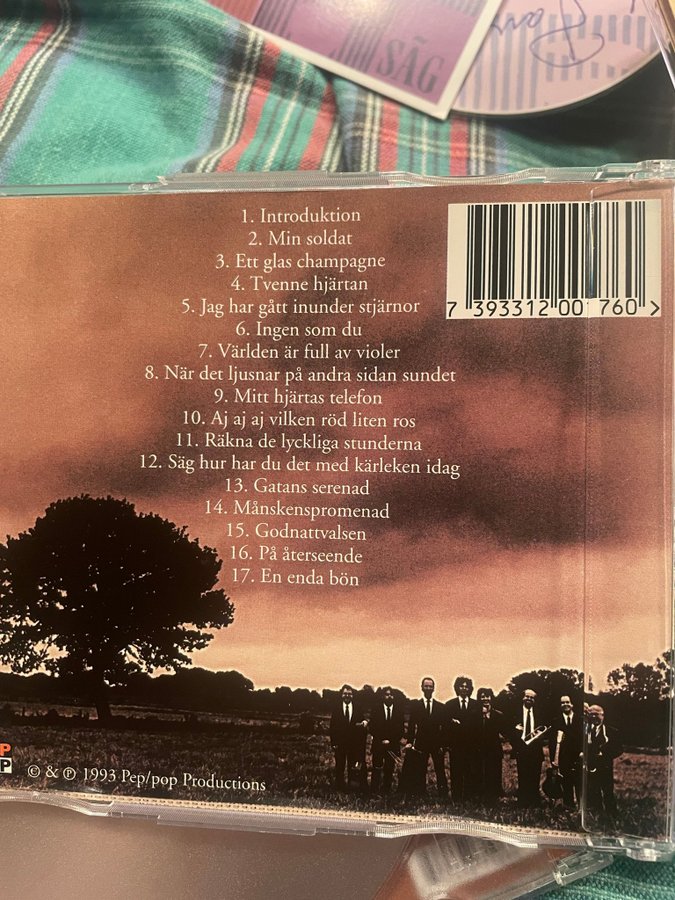 SÄG
1. Introduktion
2. Min soldat
3. Ett glas champagne
4. Tvenne hjärtan
5. Jag har gått inunder stjärnor
6. Ingen som du
7. Världen är full av violer
8. När det ljusnar på andra sidan sundet
9. Mitt hjärtas telefon
10. Aj aj aj vilken röd liten ros
11. Räkna de lyckliga stunderna
12. Säg hur har du det med kärleken idag
13. Gatans serenad
14. Månskenspromenad
15. Godnattvalsen
16. På återseende
17. En enda bön
7 393312 001760 >
P
P
© & ℗ 1993 Pep/pop Productions